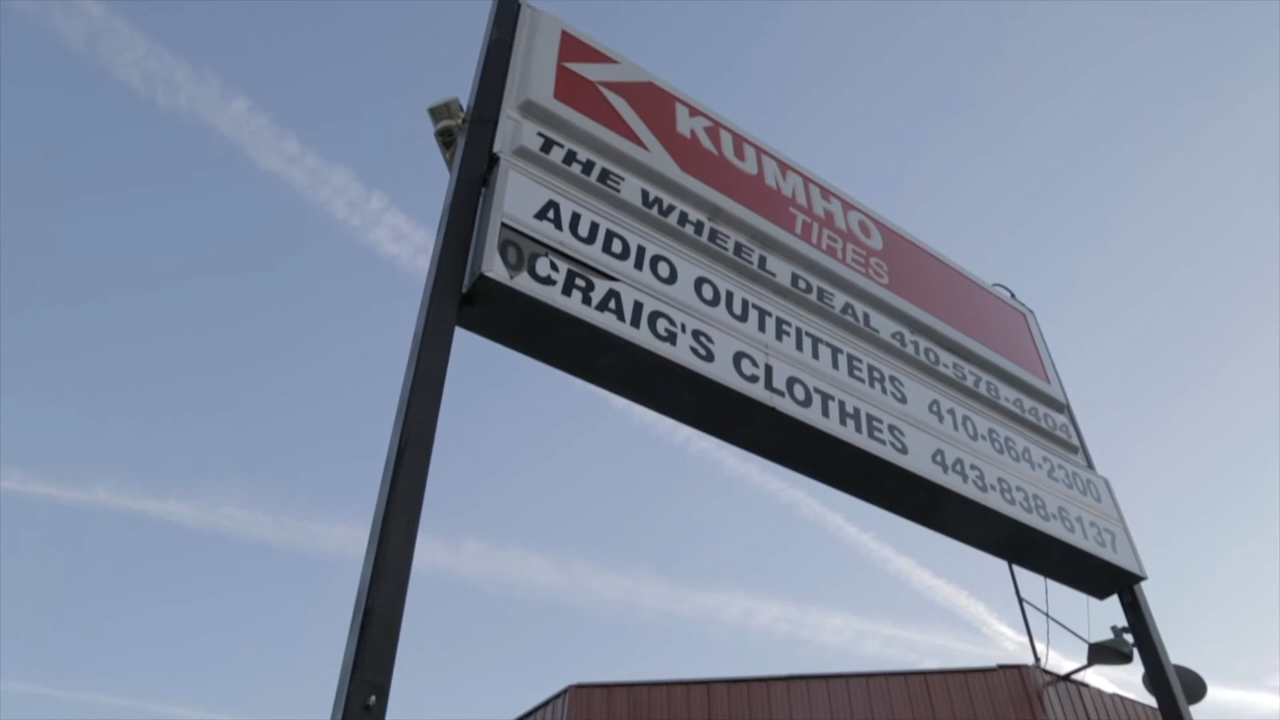 KUMHO
TIRES
THE WHEEL DEAL 410-578-4404
AUDIO OUTFITTERS 410-664-2300
CRAIG'S CLOTHES 443-838-6137